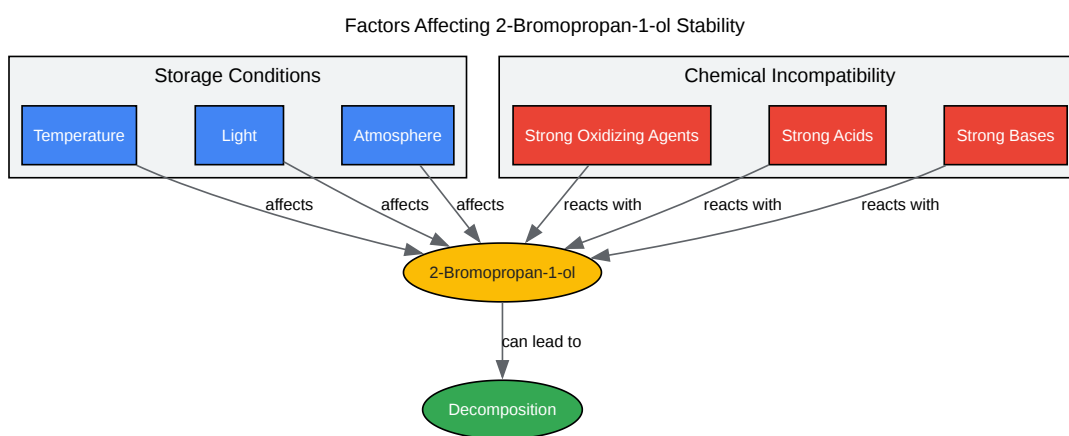 Factors Affecting 2-Bromopropan-1-ol Stability
Storage Conditions
Chemical Incompatibility
Temperature
Light
Atmosphere
Strong Oxidizing Agents
Strong Acids
Strong Bases
affects
affects
affects
reacts with
reacts with
reacts with
2-Bromopropan-1-ol
can lead to
Decomposition